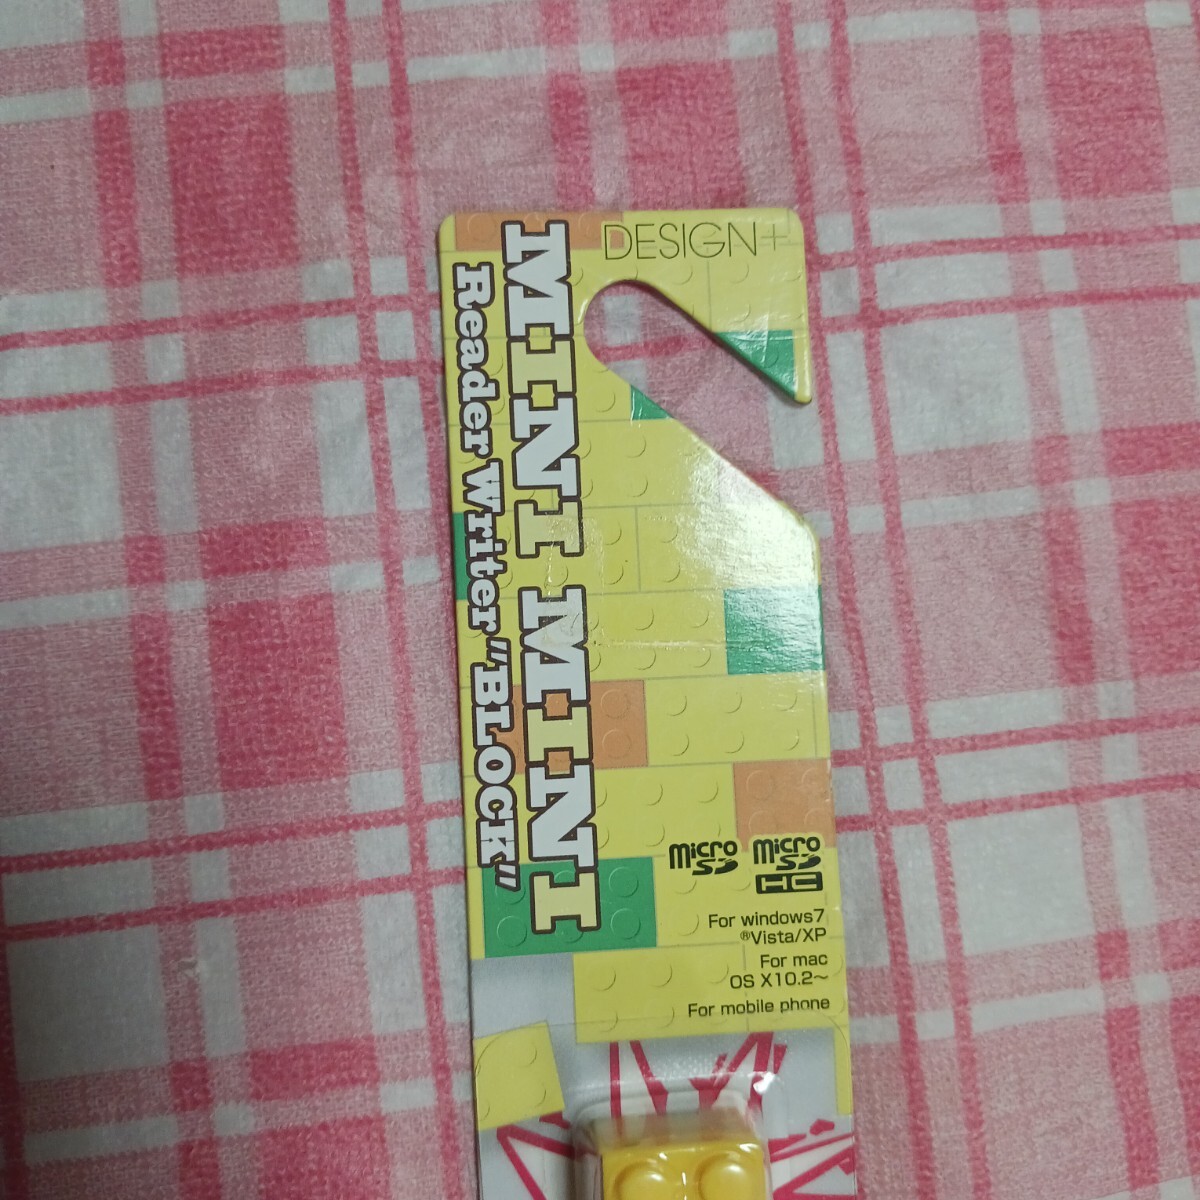 DESIGN+
MINI MINI
Reader Writer "BLOCK"
micro SD
micro SD HC
For windows7
®Vista/XP
For mac
OS X10.2~
For mobile phone